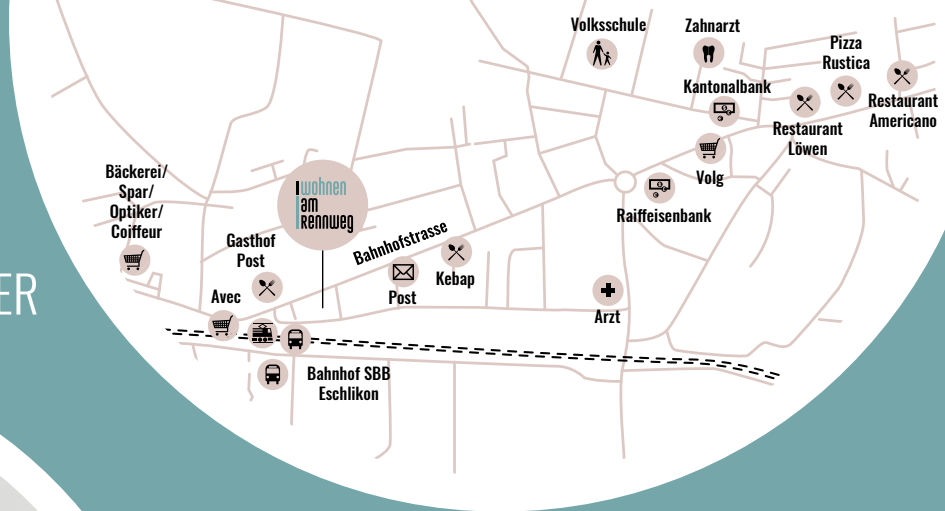 Volksschule
Zahnarzt
Pizza
Rustica
Kantonalbank
Restaurant
Americano
Restaurant
Löwen
Volg
Raiffeisenbank
Bäckerei/
Spar/
Optiker/
Coiffeur
wohnen
am
Rennweg
Gasthof
Post
Bahnhofstrasse
Kebap
Post
Avec
Arzt
Bahnhof SBB
Eschlikon
ER